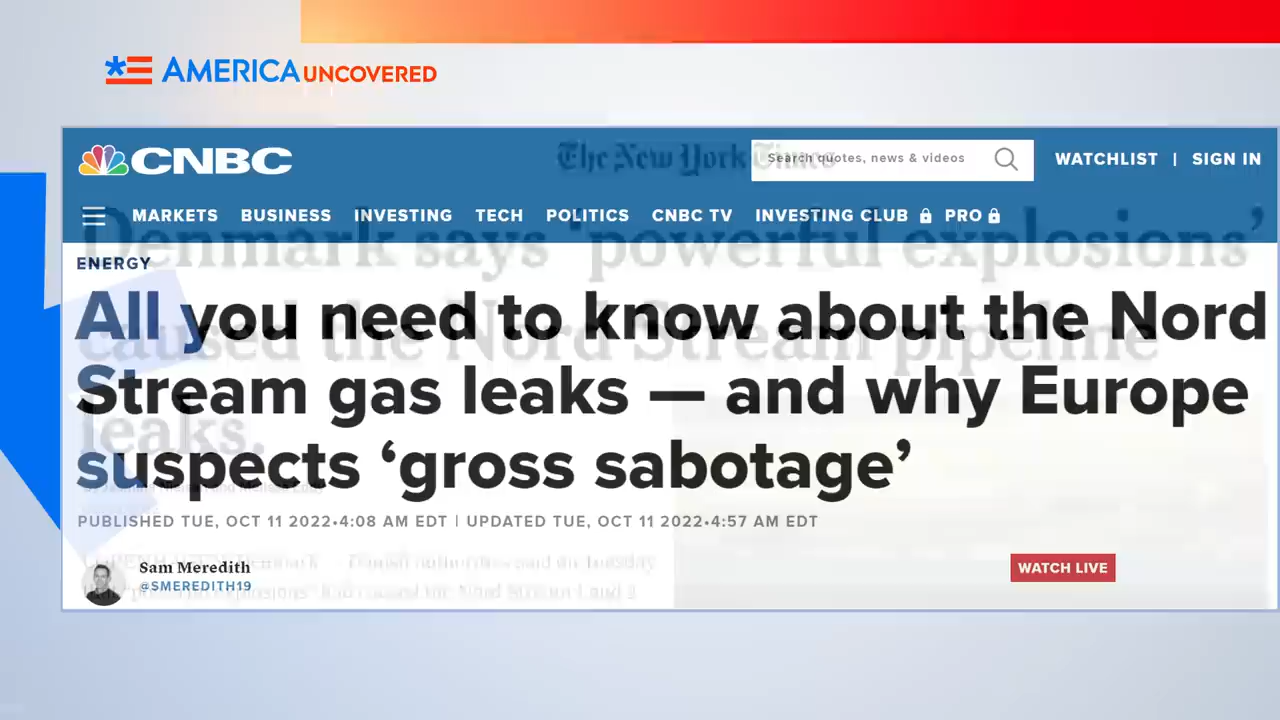 AMERICA UNCOVERED
CNBC
The New York Times
Search quotes, news & videos
WATCHLIST | SIGN IN
MARKETS BUSINESS INVESTING TECH POLITICS CNBC TV INVESTING CLUB PRO
Denmark says ‘powerful explosions’
caused the Nord Stream pipeline
leaks.
ENERGY
All you need to know about the Nord
Stream gas leaks — and why Europe
suspects ‘gross sabotage’
PUBLISHED TUE, OCT 11 2022•4:08 AM EDT | UPDATED TUE, OCT 11 2022•4:57 AM EDT
Sam Meredith
@SMEREDITH19
WATCH LIVE